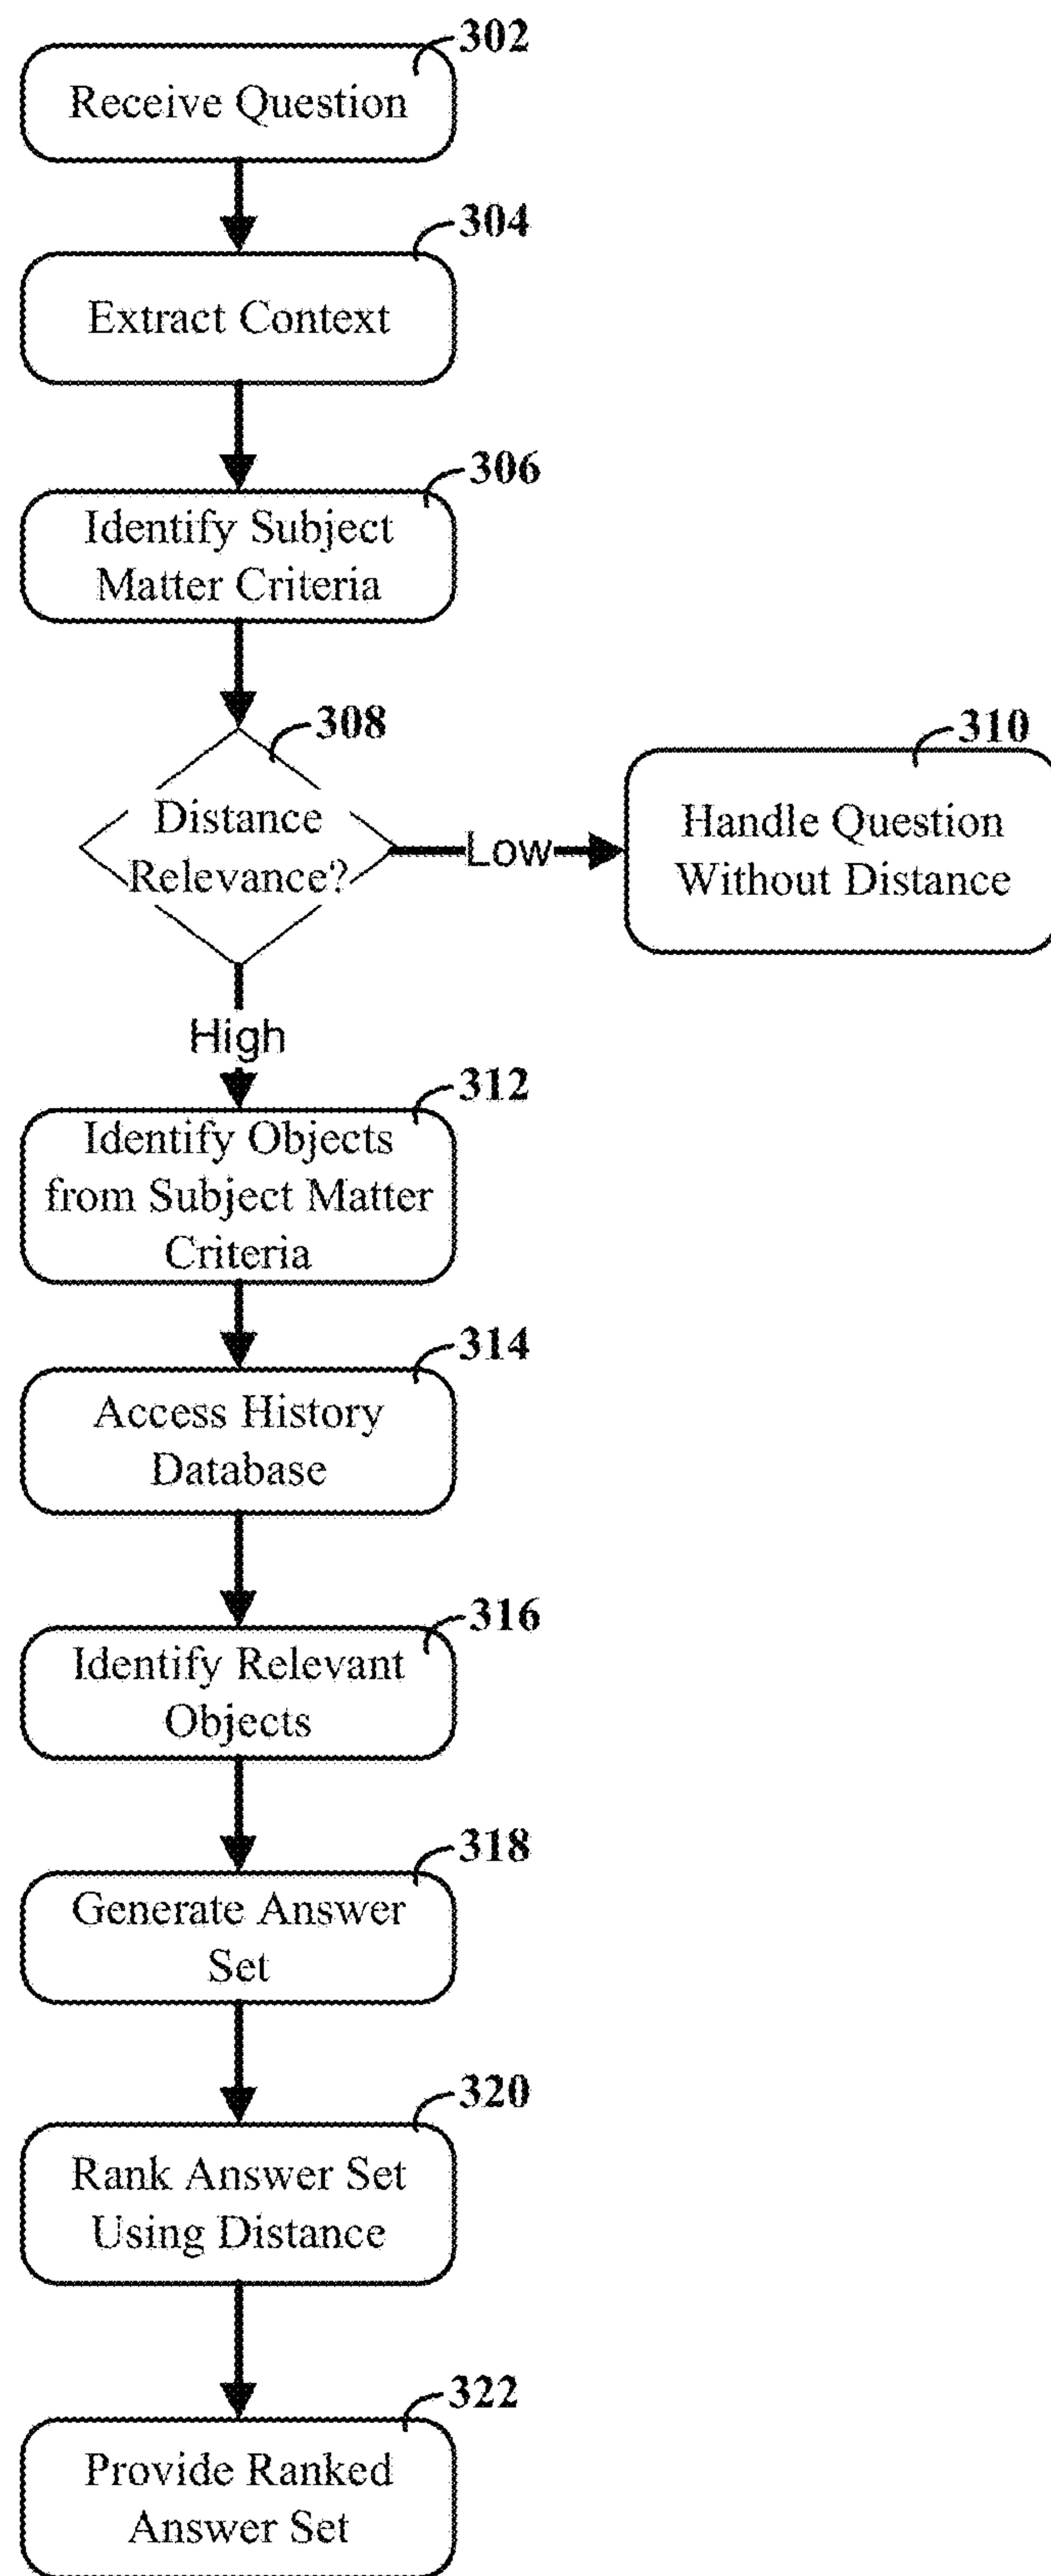 302
Receive Question
304
Extract Context
306
Identify Subject
Matter Criteria
308
Distance
Relevance?
Low
310
Handle Question
Without Distance
High
312
Identify Objects
from Subject Matter
Criteria
314
Access History
Database
316
Identify Relevant
Objects
318
Generate Answer
Set
320
Rank Answer Set
Using Distance
322
Provide Ranked
Answer Set